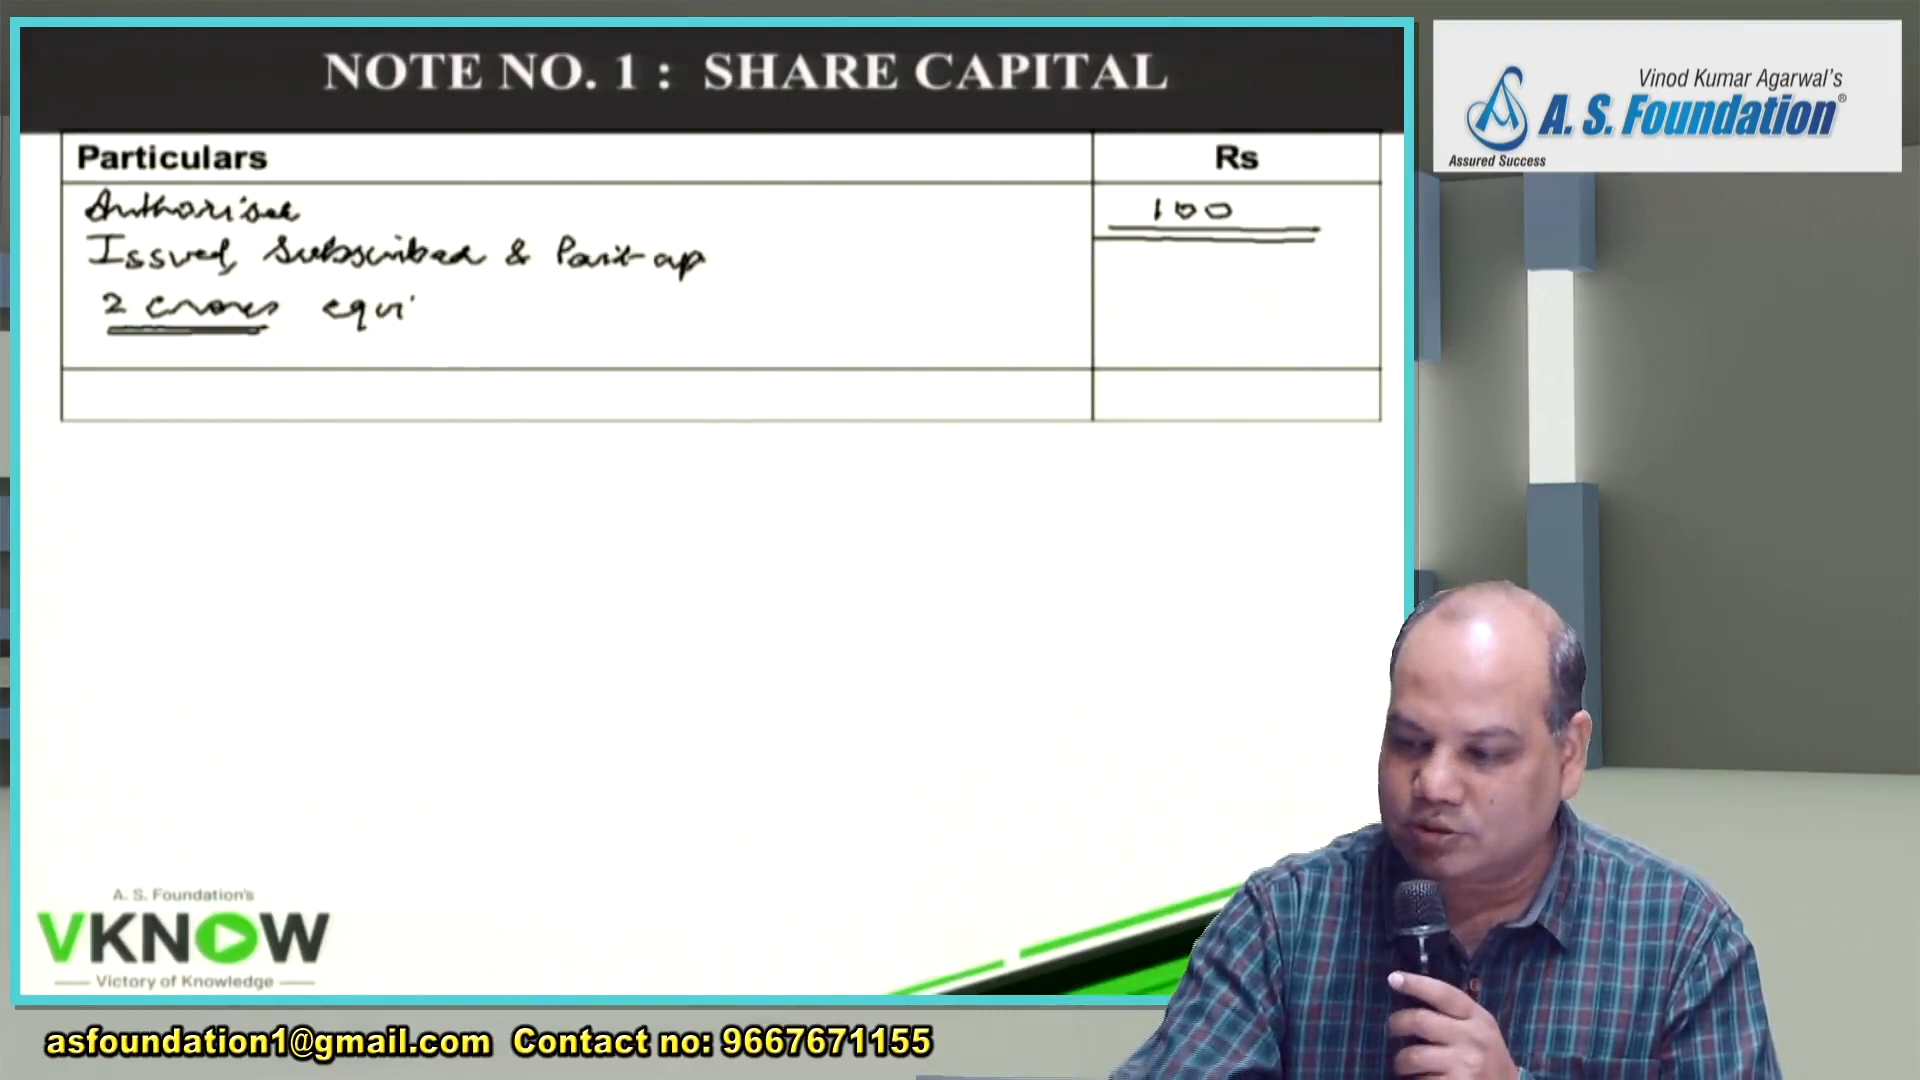 NOTE NO. 1 : SHARE CAPITAL
Vinod Kumar Agarwal's
A. S. Foundation®
Assured Success
Particulars Rs
Authorised 100
Issued, Subscribed & Paid-up
2 crores equi
A. S. Foundation's
VKNOW
Victory of Knowledge
asfoundation1@gmail.com Contact no: 9667671155